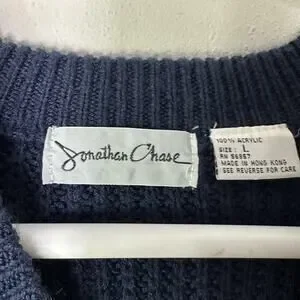 Jonathan Chase
100% ACRYLIC
SIZE: L
RN 56957
MADE IN HONG KONG
SEE REVERSE FOR CARE